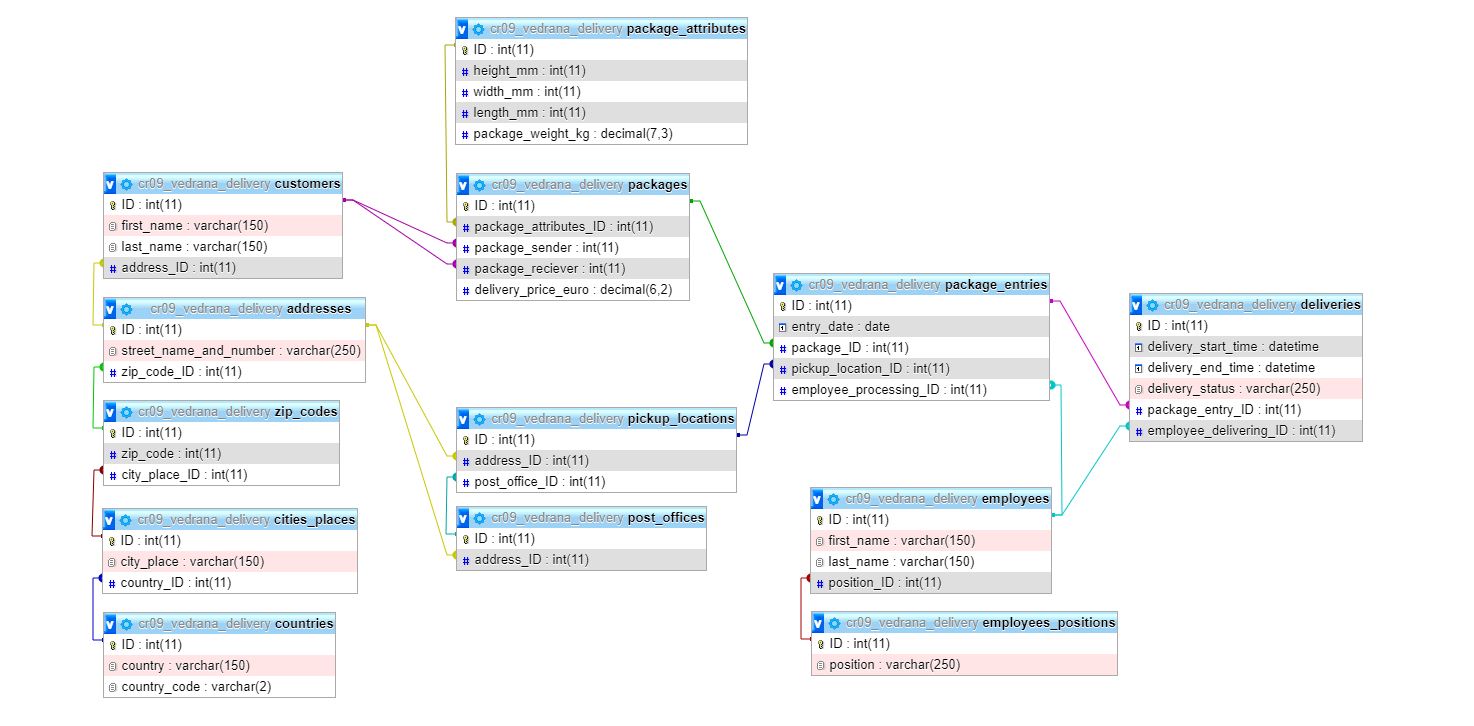 cr09_vedrana_delivery package_attributes
ID : int(11)
height_mm : int(11)
width_mm : int(11)
length_mm : int(11)
package_weight_kg : decimal(7,3)
cr09_vedrana_delivery customers
ID : int(11)
first_name : varchar(150)
last_name : varchar(150)
address_ID : int(11)
cr09_vedrana_delivery packages
ID : int(11)
package_attributes_ID : int(11)
package_sender : int(11)
package_reciever : int(11)
delivery_price_euro : decimal(6,2)
cr09_vedrana_delivery addresses
ID : int(11)
street_name_and_number : varchar(250)
zip_code_ID : int(11)
cr09_vedrana_delivery zip_codes
ID : int(11)
zip_code : int(11)
city_place_ID : int(11)
cr09_vedrana_delivery cities_places
ID : int(11)
city_place : varchar(150)
country_ID : int(11)
cr09_vedrana_delivery countries
ID : int(11)
country : varchar(150)
country_code : varchar(2)
cr09_vedrana_delivery pickup_locations
ID : int(11)
address_ID : int(11)
post_office_ID : int(11)
cr09_vedrana_delivery post_offices
ID : int(11)
address_ID : int(11)
cr09_vedrana_delivery package_entries
ID : int(11)
entry_date : date
package_ID : int(11)
pickup_location_ID : int(11)
employee_processing_ID : int(11)
cr09_vedrana_delivery employees
ID : int(11)
first_name : varchar(150)
last_name : varchar(150)
position_ID : int(11)
cr09_vedrana_delivery employees_positions
ID : int(11)
position : varchar(250)
cr09_vedrana_delivery deliveries
ID : int(11)
delivery_start_time : datetime
delivery_end_time : datetime
delivery_status : varchar(250)
package_entry_ID : int(11)
employee_delivering_ID : int(11)